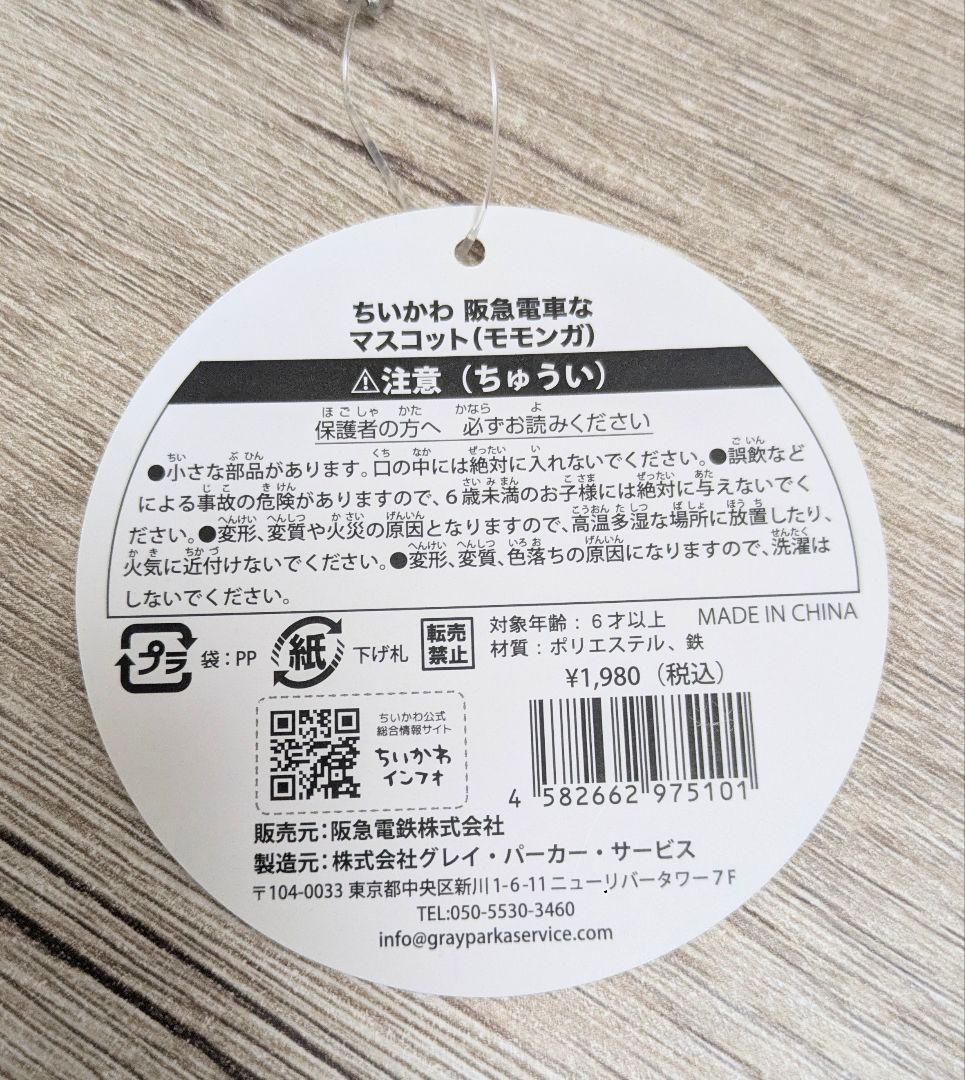 ちいかわ 阪急電車な
マスコット(モモンガ)
⚠注意(ちゅうい)
保護者の方へ 必ずお読みください
●小さな部品があります。口の中には絶対に入れないでください。●誤飲など
による事故の危険がありますので、6歳未満のお子様には絶対に与えないでく
ださい。●変形、変質や火災の原因となりますので、高温多湿な場所に放置したり、
火気に近付けないでください。●変形、変質、色落ちの原因になりますので、洗濯は
しないでください。
プラ 袋:PP 紙 下げ札 転売禁止
対象年齢:6才以上 MADE IN CHINA
材質:ポリエステル、鉄
¥1,980(税込)
ちいかわ公式
総合情報サイト
ちいかわ
インフォ
4 582662 975101
販売元:阪急電鉄株式会社
製造元:株式会社グレイ・パーカー・サービス
〒104-0033 東京都中央区新川1-6-11 ニューリバータワー7F
TEL:050-5530-3460
info@grayparkaservice.com